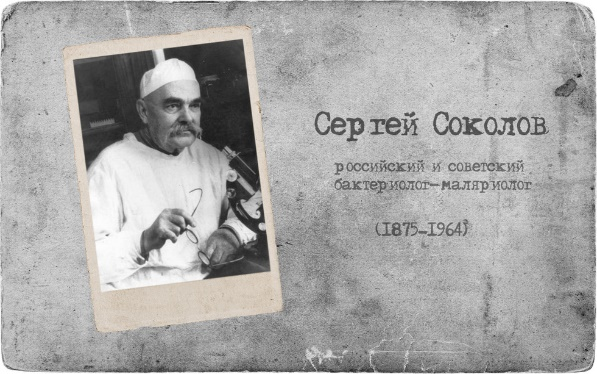 Сергей Соколов
российский и советский
бактериолог-маляриолог
(1875-1964)